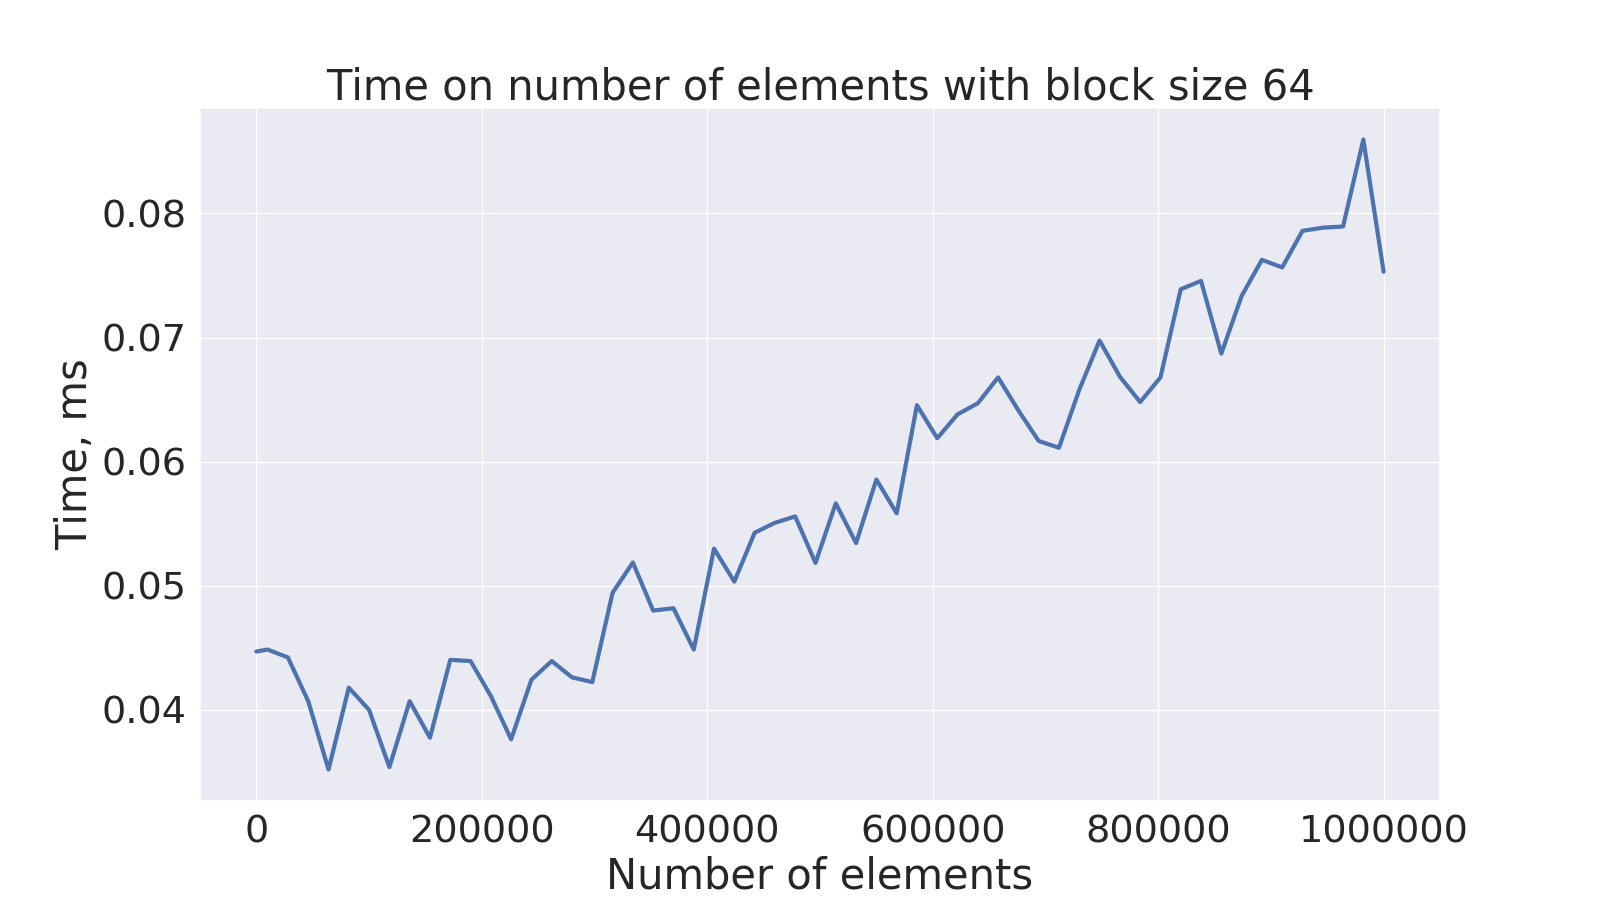 Time on number of elements with block size 64
0.08
0.07
0.06
0.05
0.04
Time, ms
0 200000 400000 600000 800000 1000000
Number of elements